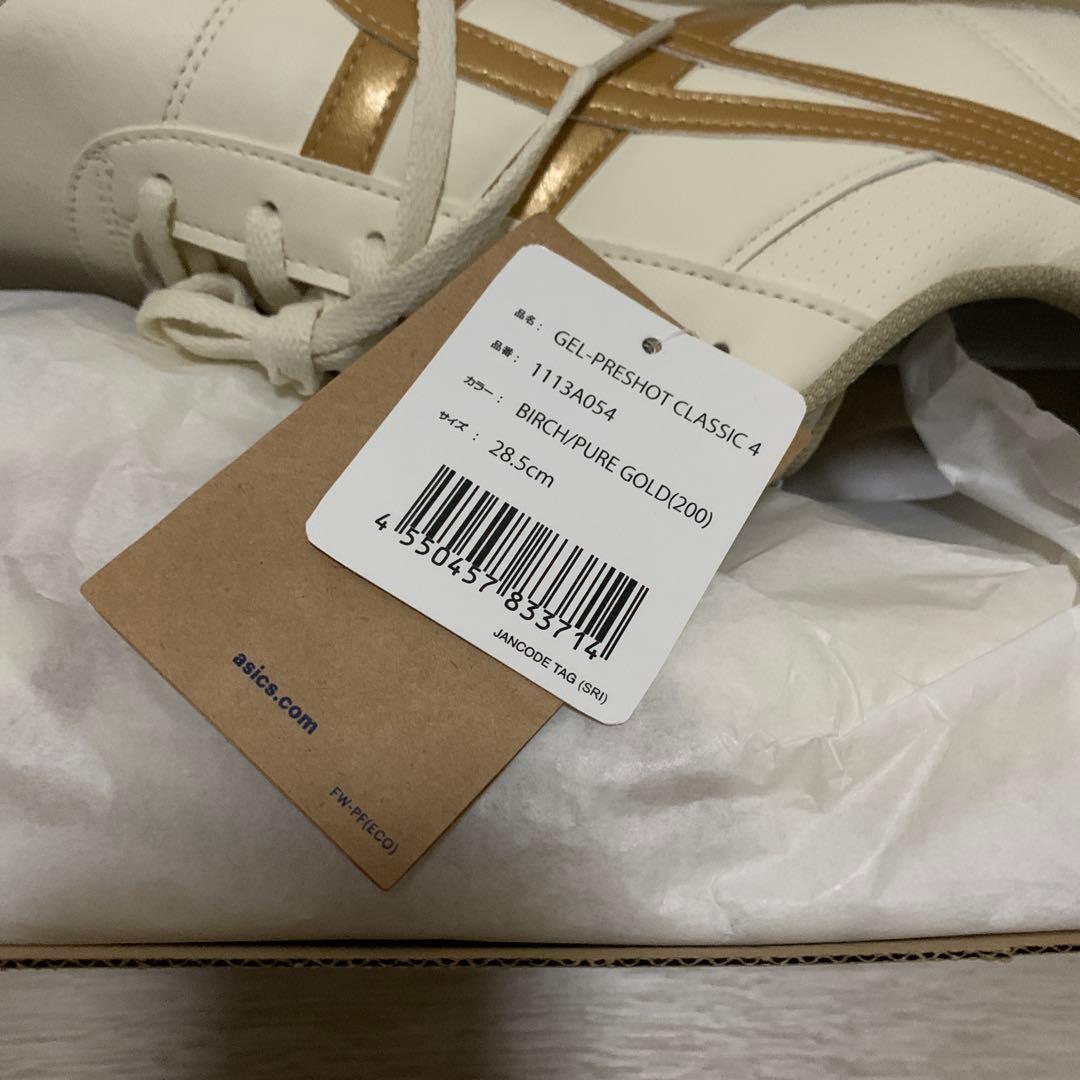 品名： GEL-PRESHOT CLASSIC 4
品番： 1113A054
カラー： BIRCH/PURE GOLD(200)
サイズ： 28.5cm
4 550457 833714
JANCODE TAG (SRI)
asics.com
FW-PF(ECO)